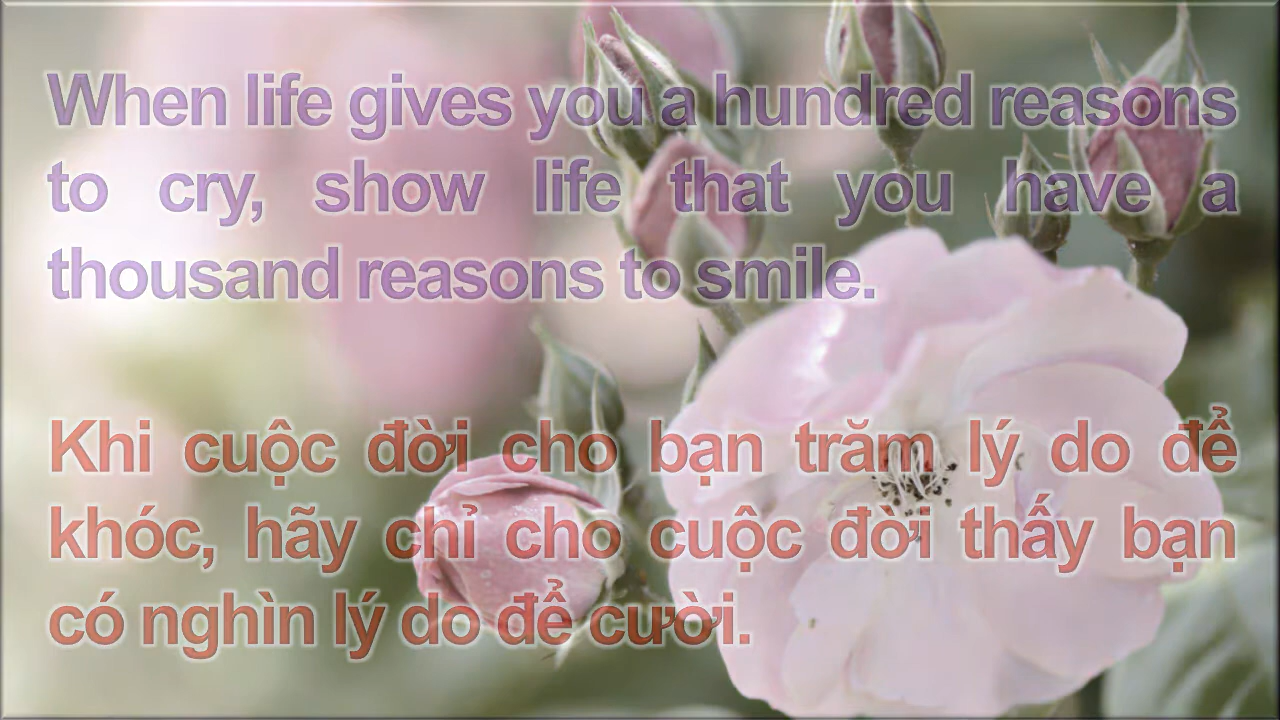 When life gives you a hundred reasons
to cry, show life that you have a
thousand reasons to smile.
Khi cuộc đời cho bạn trăm lý do để
khóc, hãy chỉ cho cuộc đời thấy bạn
có nghìn lý do để cười.